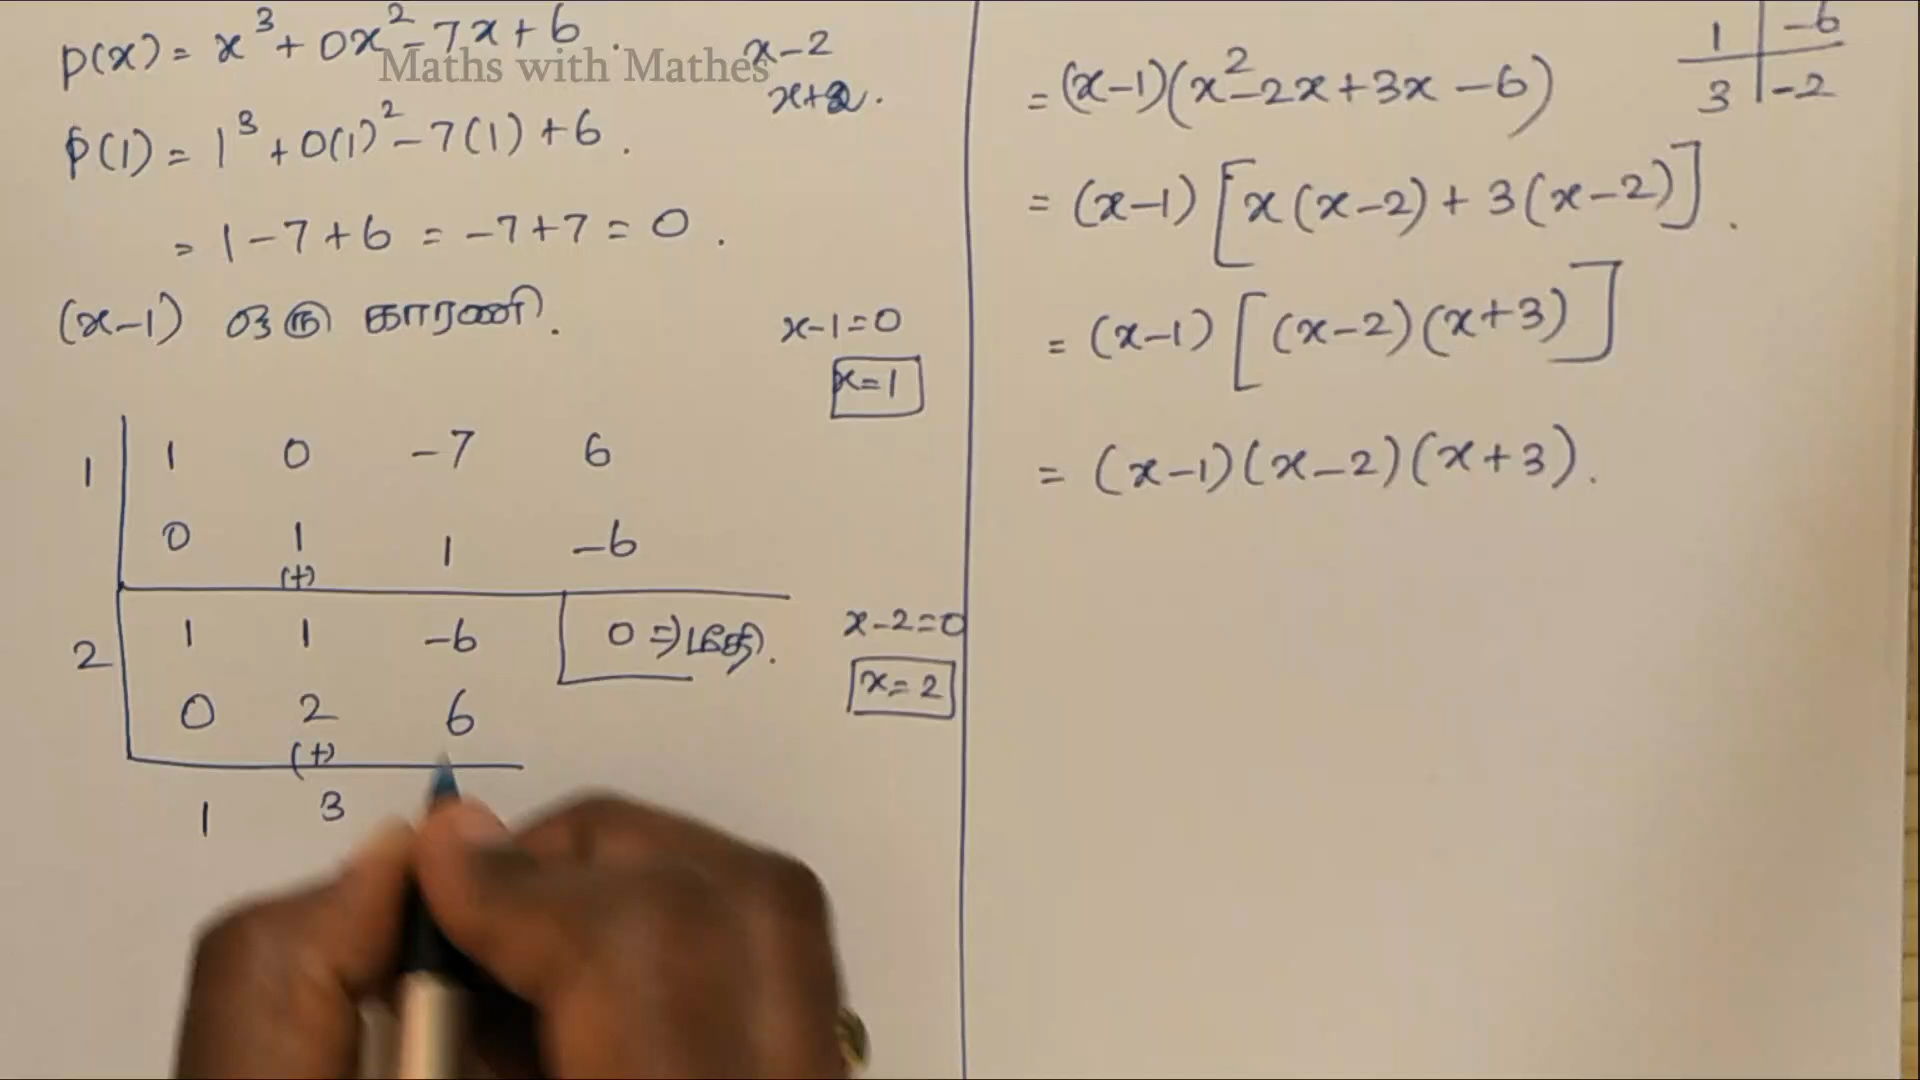 p(x) = x³ + 0x² - 7x + 6.
Maths with Mathes
x-2
x+2.
p(1) = 1³ + 0(1)² - 7(1) + 6.
= 1 - 7 + 6 = -7 + 7 = 0.
(x-1) ஒரு காரணி.
x-1 = 0
x = 1
1 | 1 0 -7 6
0 1 1 -6
(+)
2 | 1 1 -6 0 ⇒ மீதி.
x-2 = 0
x = 2
0 2 6
(+)
1 3
1 | -6
3 | -2
= (x-1)(x² - 2x + 3x - 6)
= (x-1) [x(x-2) + 3(x-2)].
= (x-1) [(x-2)(x+3)]
= (x-1)(x-2)(x+3).